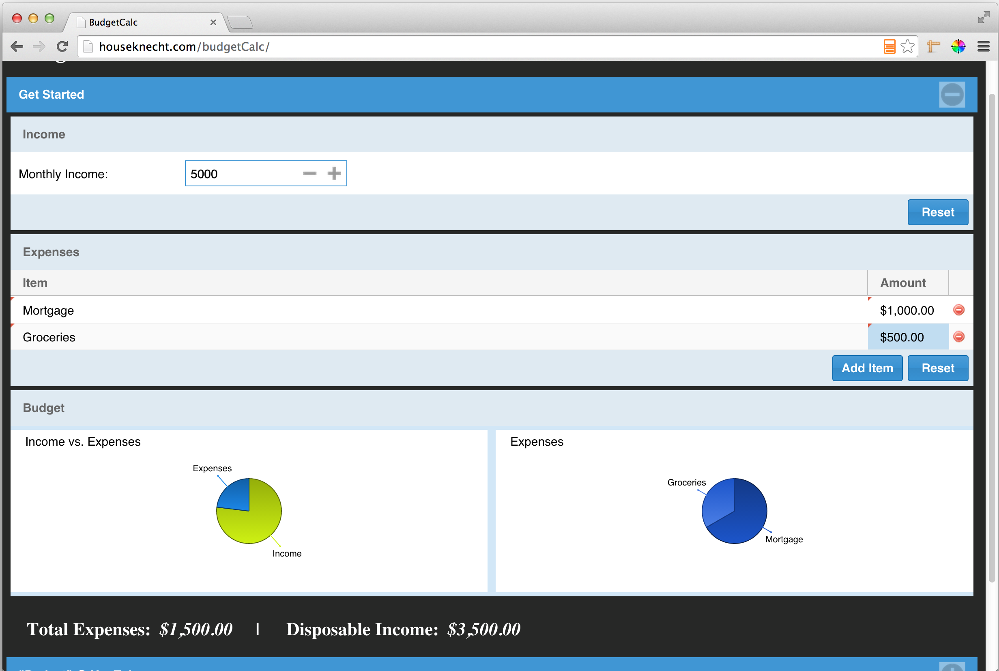 BudgetCalc
houseknecht.com/budgetCalc/
Get Started
Income
Monthly Income: 5000
Reset
Expenses
Item Amount
Mortgage $1,000.00
Groceries $500.00
Add Item Reset
Budget
Income vs. Expenses
Expenses
Income
Expenses
Groceries
Mortgage
Total Expenses: $1,500.00 | Disposable Income: $3,500.00